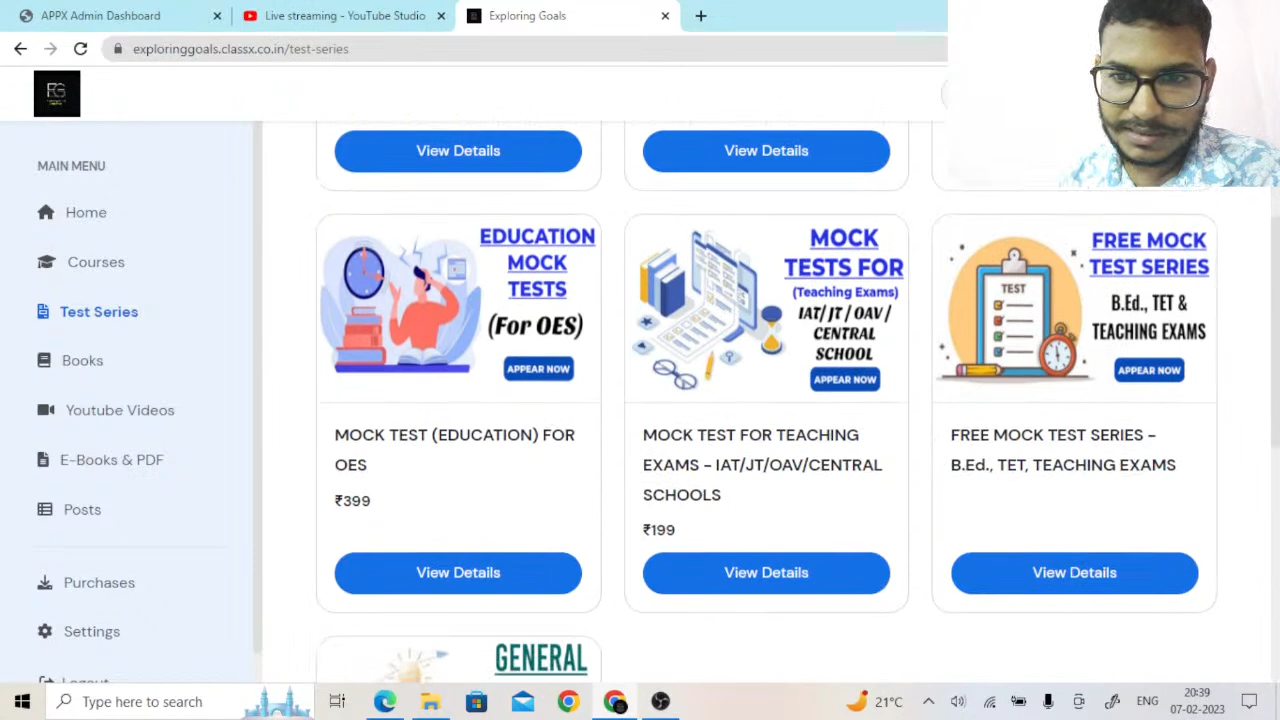 APPX Admin Dashboard
Live streaming - YouTube Studio
Exploring Goals
exploringgoals.classx.co.in/test-series
EG
MAIN MENU
Home
Courses
Test Series
Books
Youtube Videos
E-Books & PDF
Posts
Purchases
Settings
View Details
View Details
EDUCATION
MOCK
TESTS
(For OES)
APPEAR NOW
MOCK TEST (EDUCATION) FOR
OES
₹399
View Details
MOCK
TESTS FOR
(Teaching Exams)
IAT/ JT / OAV /
CENTRAL
SCHOOL
APPEAR NOW
MOCK TEST FOR TEACHING
EXAMS - IAT/JT/OAV/CENTRAL
SCHOOLS
₹199
View Details
TEST
FREE MOCK
TEST SERIES
B.Ed., TET &
TEACHING EXAMS
APPEAR NOW
FREE MOCK TEST SERIES -
B.Ed., TET, TEACHING EXAMS
View Details
GENERAL
Type here to search
21°C
ENG
20:39
07-02-2023